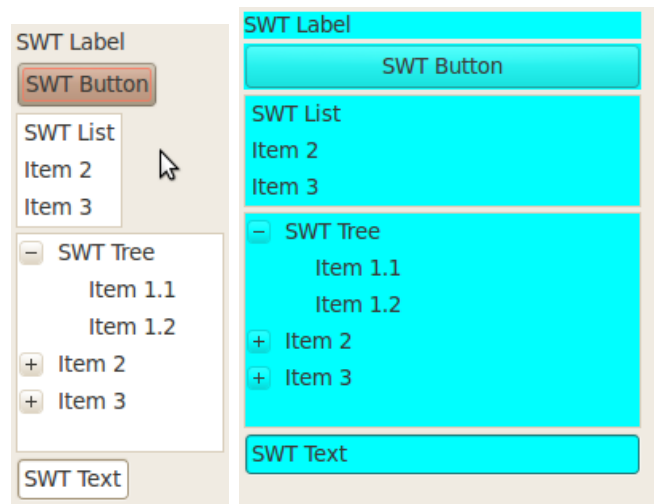 SWT Label
SWT Button
SWT List
Item 2
Item 3
SWT Tree
Item 1.1
Item 1.2
Item 2
Item 3
SWT Text
SWT Label
SWT Button
SWT List
Item 2
Item 3
SWT Tree
Item 1.1
Item 1.2
Item 2
Item 3
SWT Text